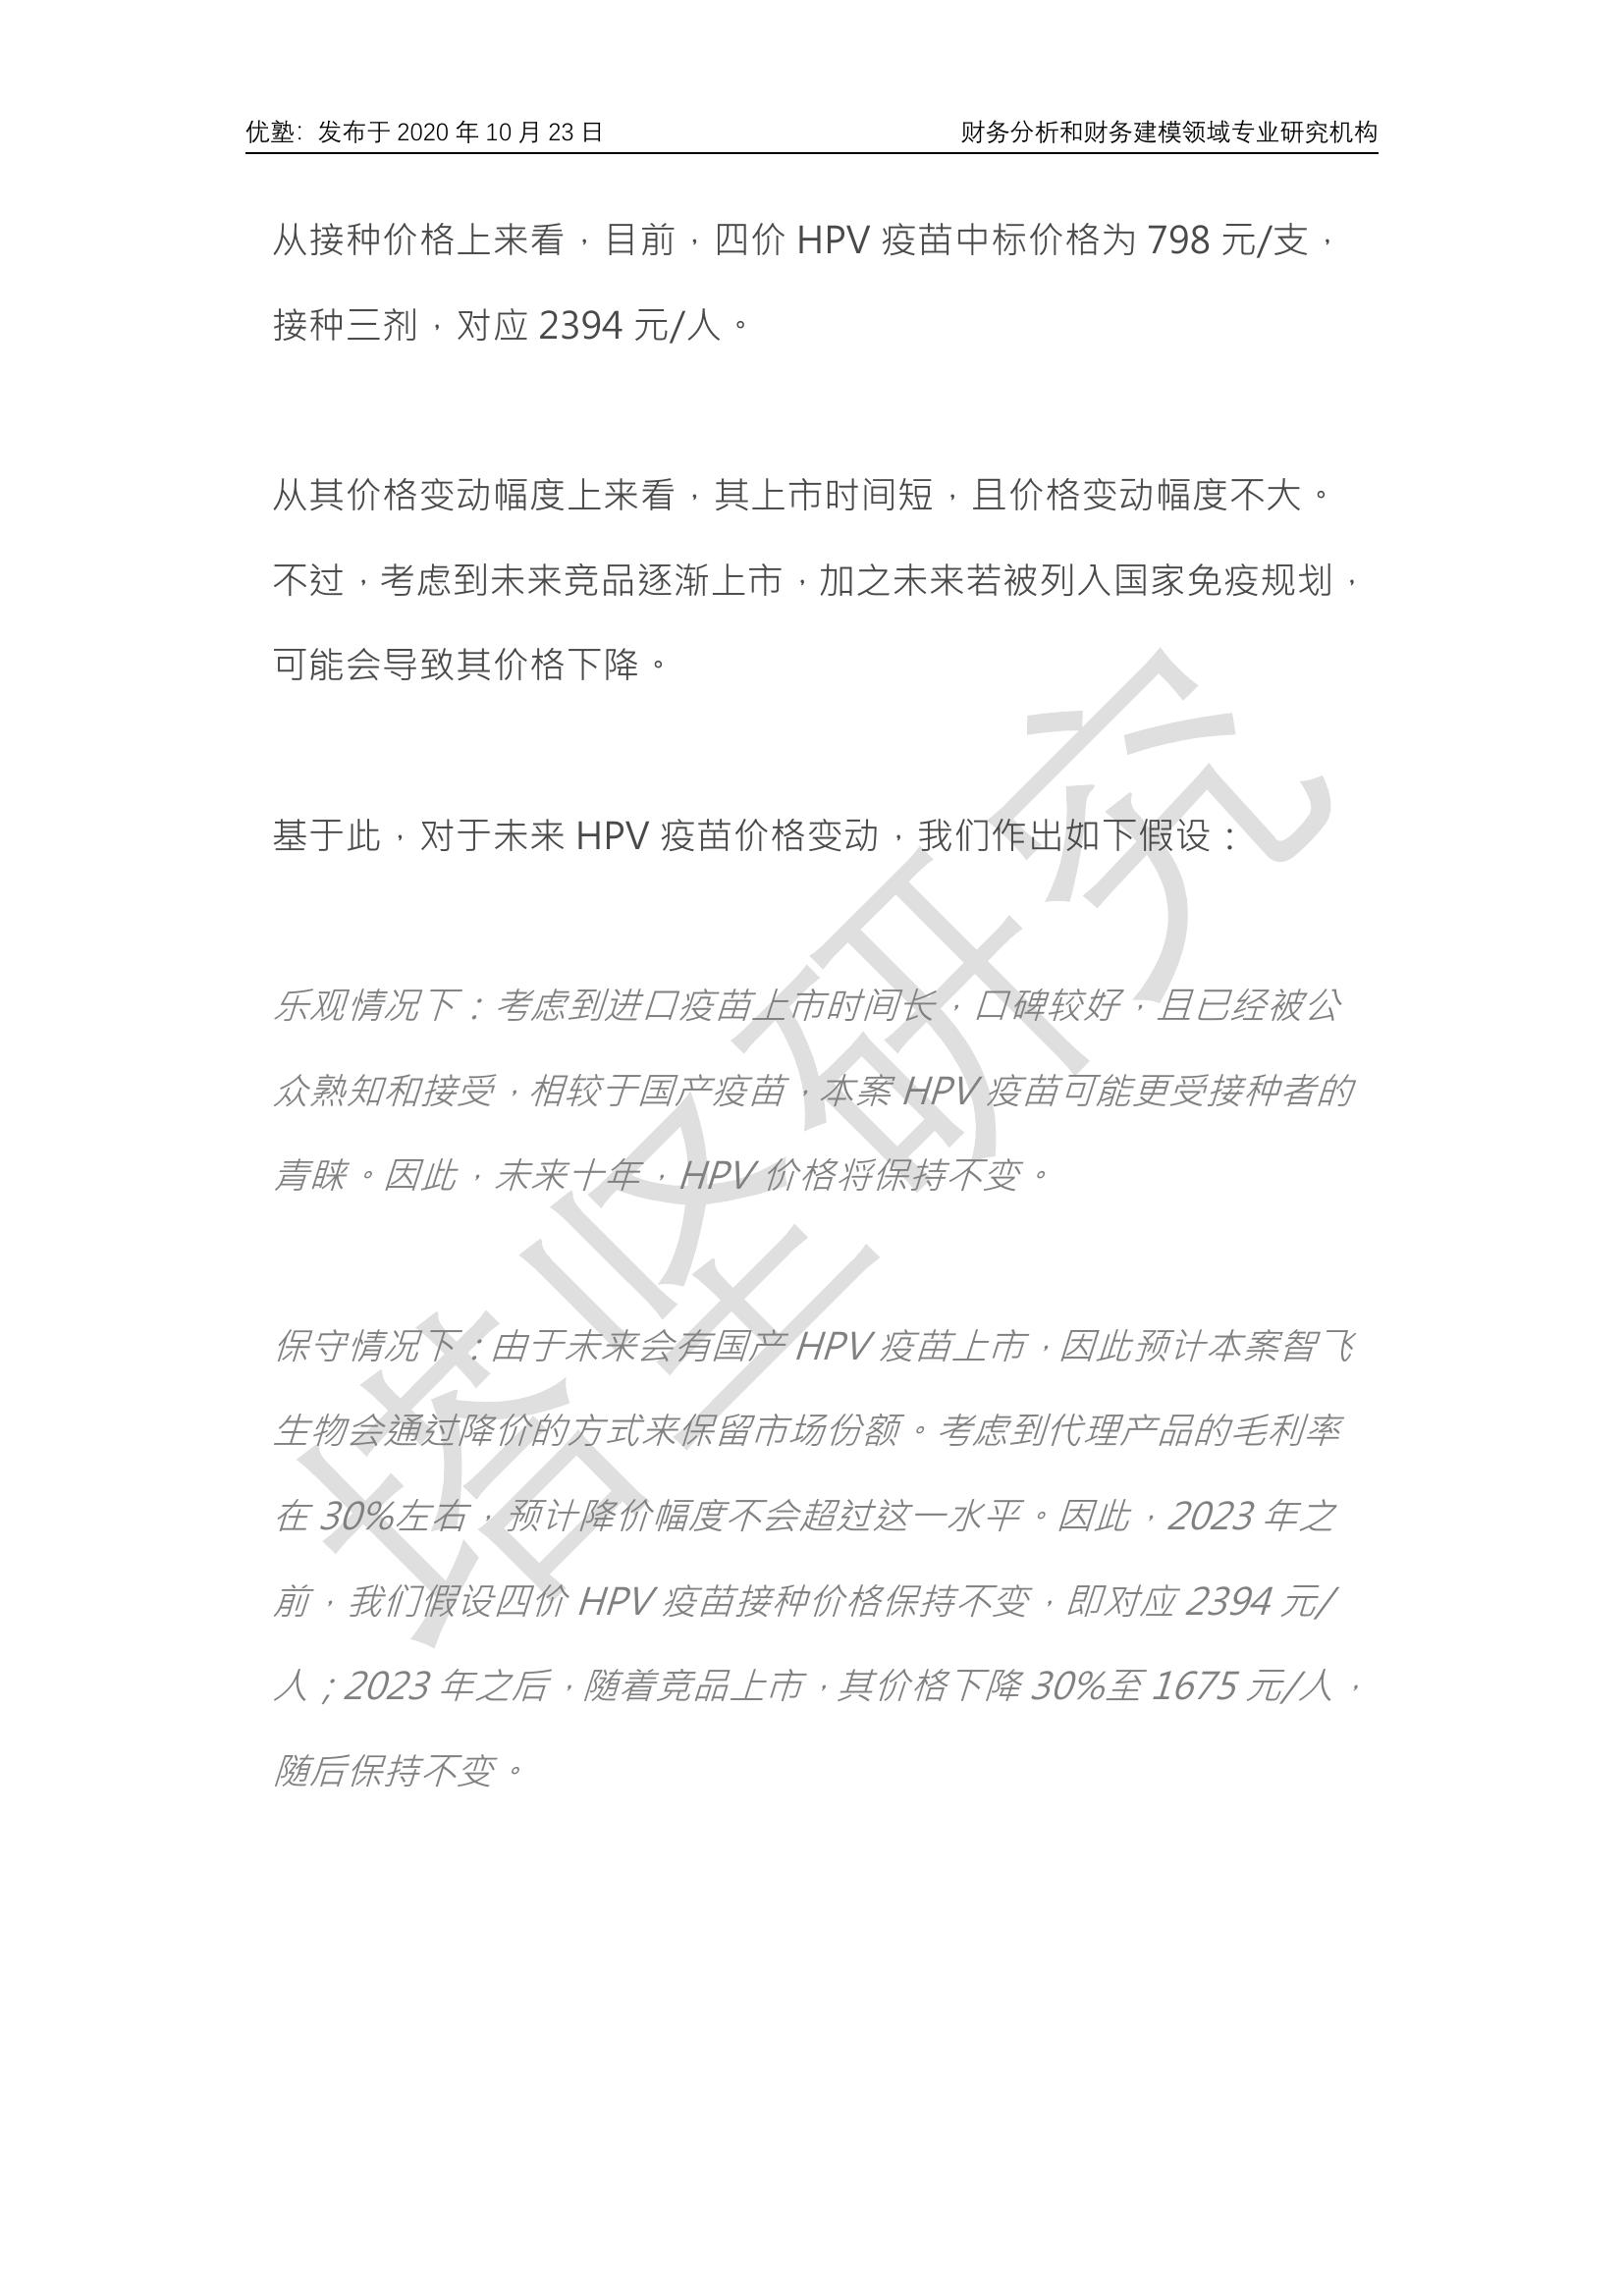 优塾：发布于 2020 年 10 月 23 日 财务分析和财务建模领域专业研究机构
从接种价格上来看，目前，四价 HPV 疫苗中标价格为 798 元/支，
接种三剂，对应 2394 元/人。
从其价格变动幅度上来看，其上市时间短，且价格变动幅度不大。
不过，考虑到未来竞品逐渐上市，加之未来若被列入国家免疫规划，
可能会导致其价格下降。
基于此，对于未来 HPV 疫苗价格变动，我们作出如下假设：
乐观情况下：考虑到进口疫苗上市时间长，口碑较好，且已经被公
众熟知和接受，相较于国产疫苗，本案 HPV 疫苗可能更受接种者的
青睐。因此，未来十年，HPV 价格将保持不变。
保守情况下：由于未来会有国产 HPV 疫苗上市，因此预计本案智飞
生物会通过降价的方式来保留市场份额。考虑到代理产品的毛利率
在 30%左右，预计降价幅度不会超过这一水平。因此，2023 年之
前，我们假设四价 HPV 疫苗接种价格保持不变，即对应 2394 元/
人；2023 年之后，随着竞品上市，其价格下降 30%至 1675 元/人，
随后保持不变。
塔坚研究